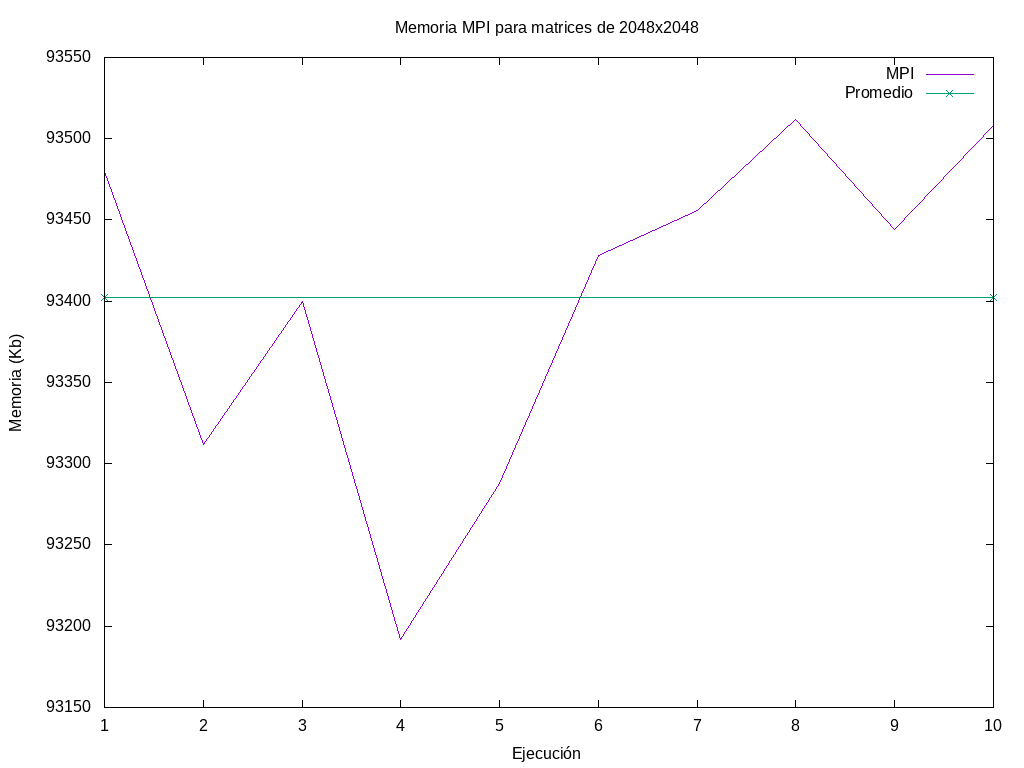 Memoria MPI para matrices de 2048x2048
93550
93500
93450
93400
93350
93300
93250
93200
93150
Memoria (Kb)
MPI
Promedio
1 2 3 4 5 6 7 8 9 10
Ejecución